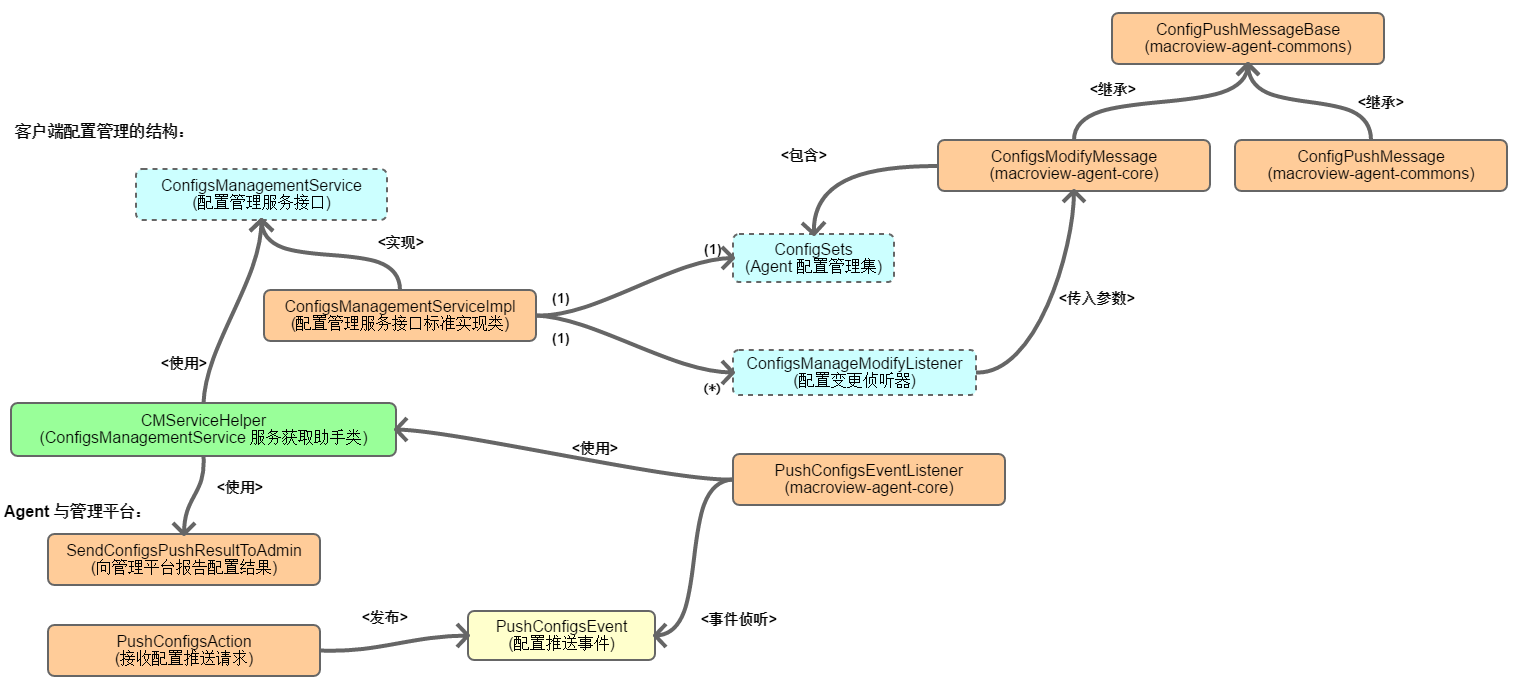 ConfigPushMessageBase
(macroview-agent-commons)
<继承>
<继承>
客户端配置管理的结构：
ConfigsModifyMessage
(macroview-agent-core)
ConfigPushMessage
(macroview-agent-commons)
<包含>
ConfigsManagementService
(配置管理服务接口)
<实现>
(1)
ConfigSets
(Agent 配置管理集)
ConfigsManagementServiceImpl
(配置管理服务接口标准实现类)
(1)
(1)
<传入参数>
<使用>
ConfigsManageModifyListener
(配置变更侦听器)
(*)
CMServiceHelper
(ConfigsManagementService 服务获取助手类)
<使用>
PushConfigsEventListener
(macroview-agent-core)
<使用>
Agent 与管理平台：
SendConfigsPushResultToAdmin
(向管理平台报告配置结果)
<发布>
<事件侦听>
PushConfigsAction
(接收配置推送请求)
PushConfigsEvent
(配置推送事件)